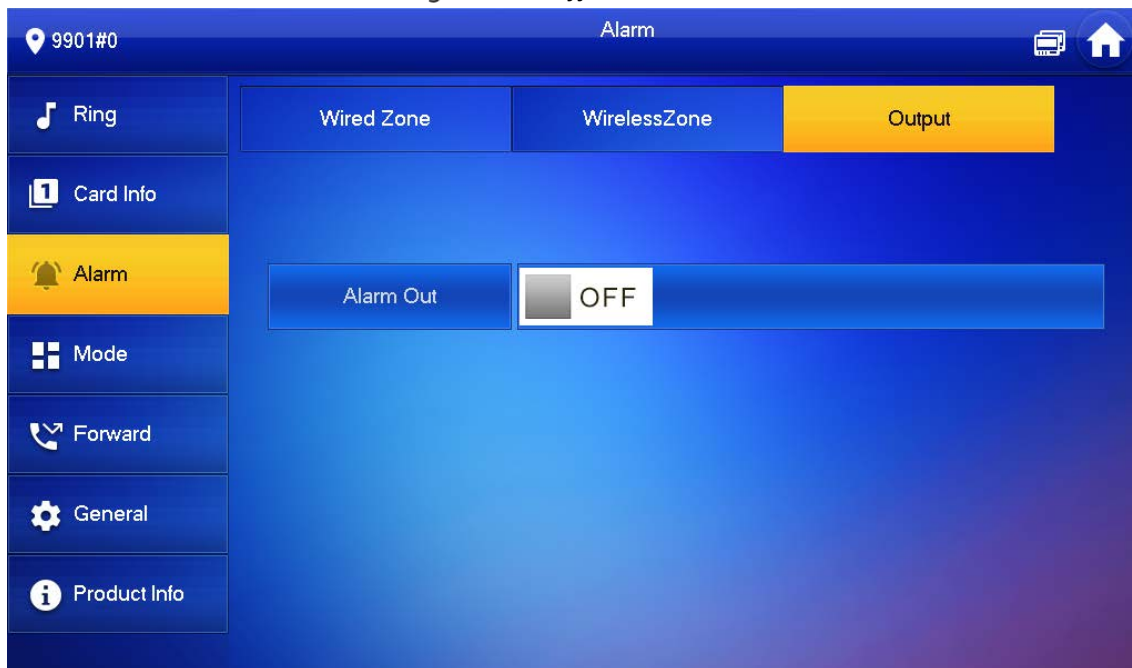 9901#0
Alarm
Ring
Wired Zone
WirelessZone
Output
1
Card Info
Alarm
Alarm Out
OFF
Mode
Forward
General
i
Product Info